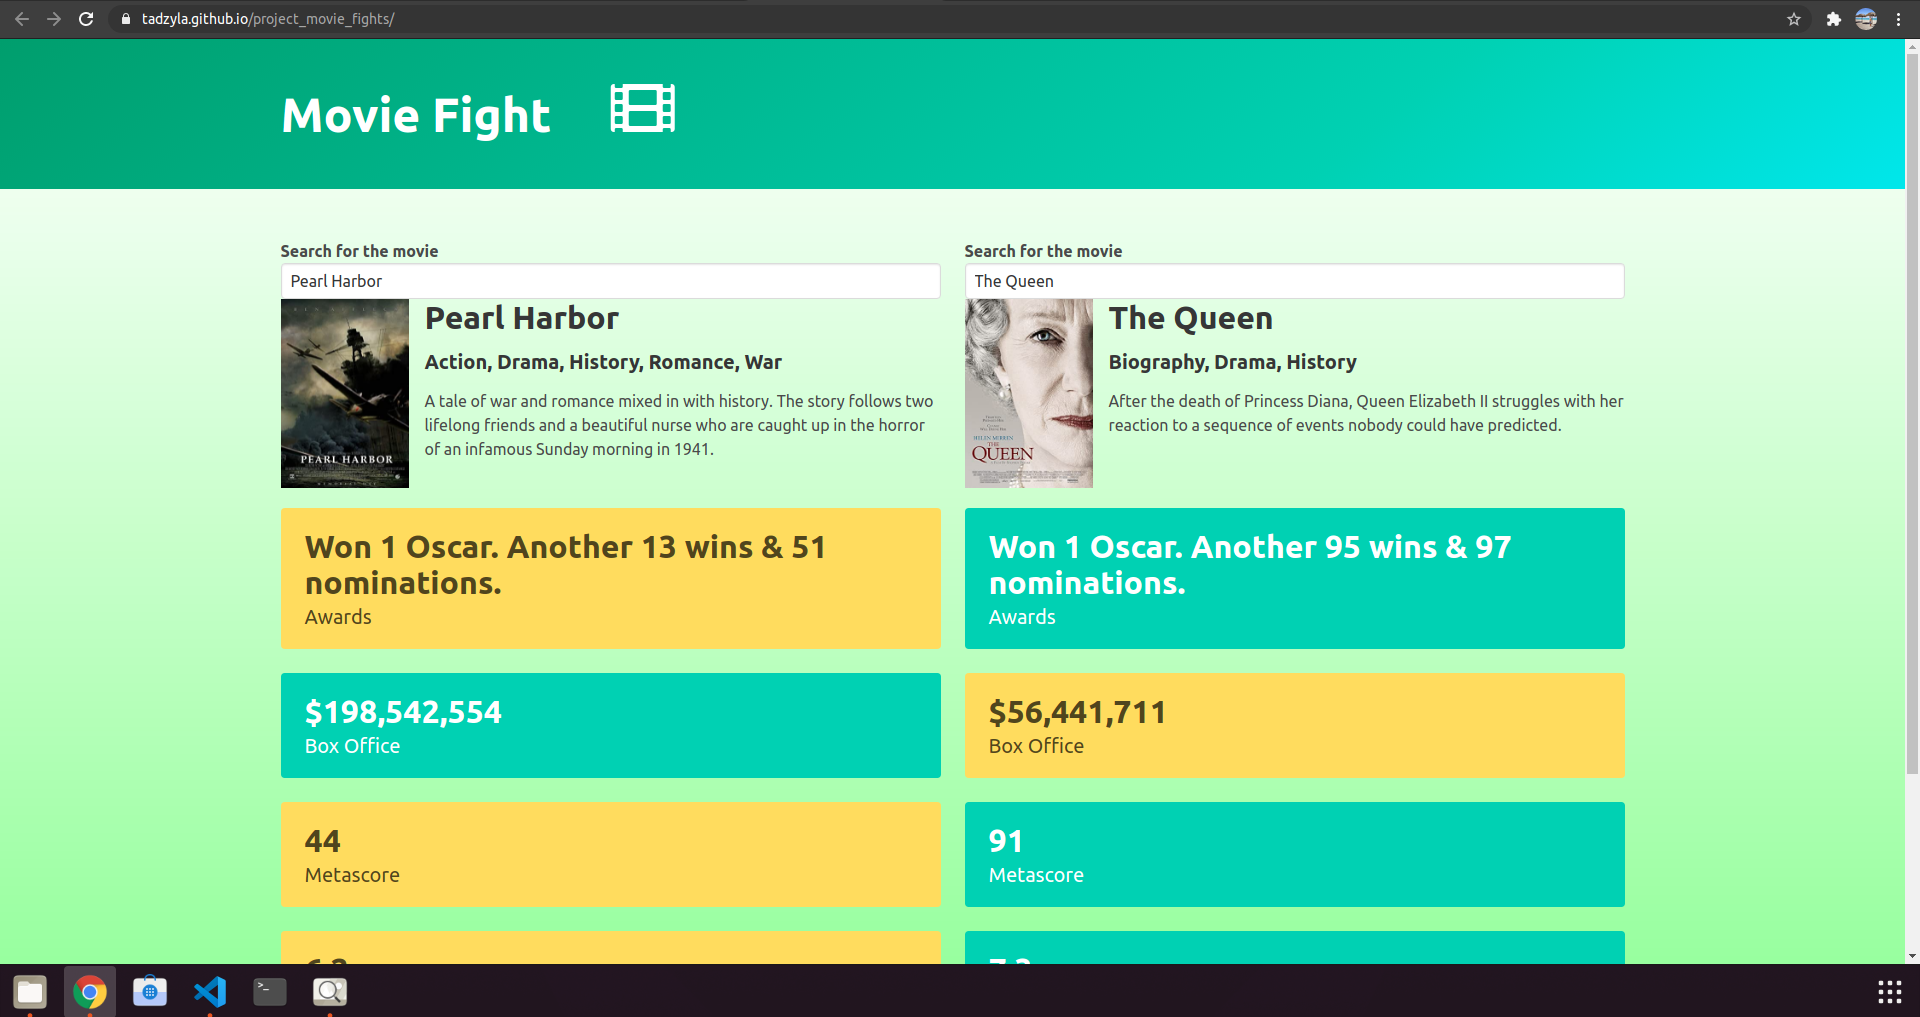 tadzyla.github.io/project_movie_fights/
Movie Fight
Search for the movie
Pearl Harbor
PEARL HARBOR
Pearl Harbor
Action, Drama, History, Romance, War
A tale of war and romance mixed in with history. The story follows two
lifelong friends and a beautiful nurse who are caught up in the horror
of an infamous Sunday morning in 1941.
Won 1 Oscar. Another 13 wins & 51
nominations.
Awards
$198,542,554
Box Office
44
Metascore
Search for the movie
The Queen
HELEN MIRREN
THE
QUEEN
The Queen
Biography, Drama, History
After the death of Princess Diana, Queen Elizabeth II struggles with her
reaction to a sequence of events nobody could have predicted.
Won 1 Oscar. Another 95 wins & 97
nominations.
Awards
$56,441,711
Box Office
91
Metascore